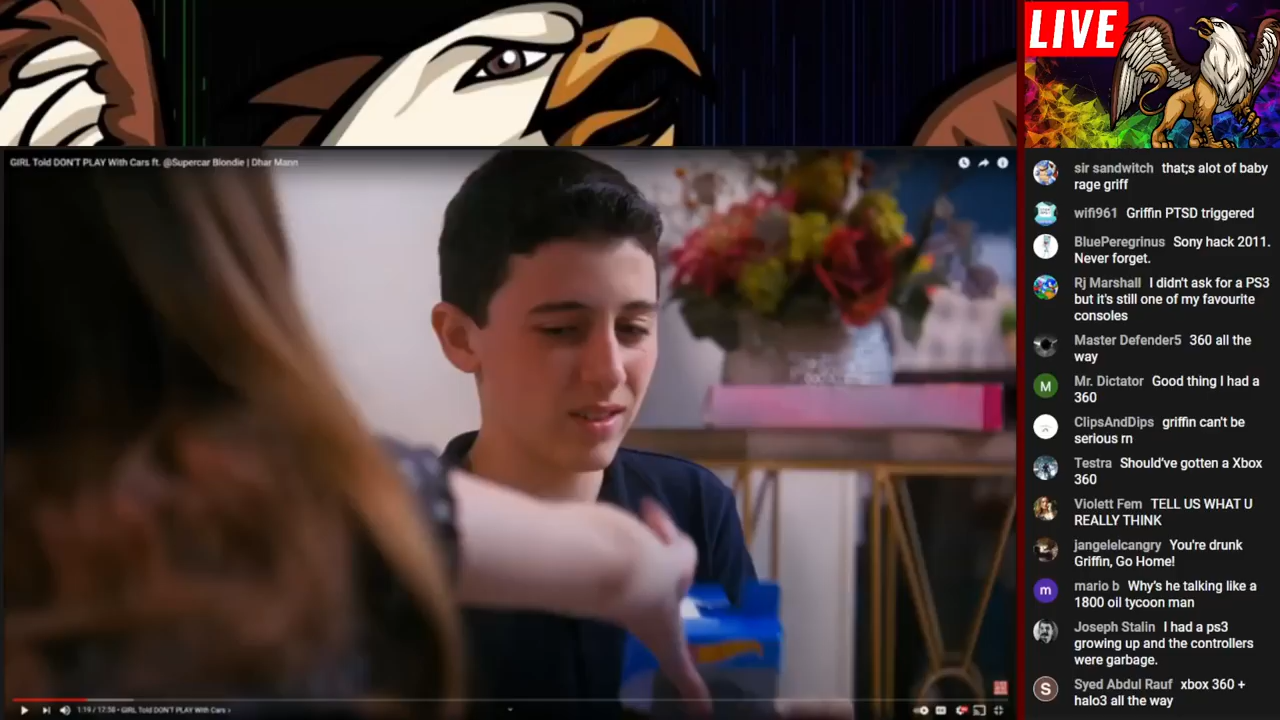 LIVE
GIRL Told DON'T PLAY With Cars ft. @Supercar Blondie | Dhar Mann
sir sandwitch that;s alot of baby
rage griff
wifi961 Griffin PTSD triggered
BluePeregrinus Sony hack 2011.
Never forget.
Rj Marshall I didn't ask for a PS3
but it's still one of my favourite
consoles
Master Defender5 360 all the
way
M
Mr. Dictator Good thing I had a
360
ClipsAndDips griffin can't be
serious rn
Testra Should've gotten a Xbox
360
Violett Fem TELL US WHAT U
REALLY THINK
jangelelcangry You're drunk
Griffin, Go Home!
m
mario b Why's he talking like a
1800 oil tycoon man
Joseph Stalin I had a ps3
growing up and the controllers
were garbage.
S
Syed Abdul Rauf xbox 360 +
halo3 all the way
1:19 / 17:38 • GIRL Told DON'T PLAY With Cars ›